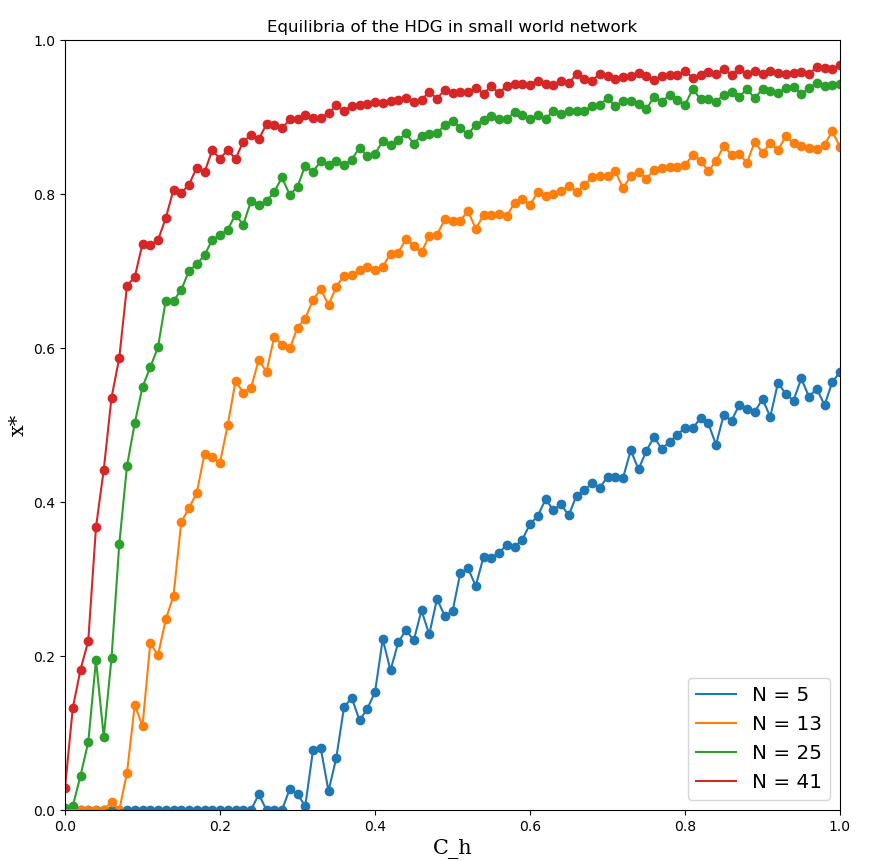 Equilibria of the HDG in small world network
1.0
0.8
0.6
0.4
0.2
0.0
x*
N = 5
N = 13
N = 25
N = 41
0.0 0.2 0.4 0.6 0.8 1.0
C_h